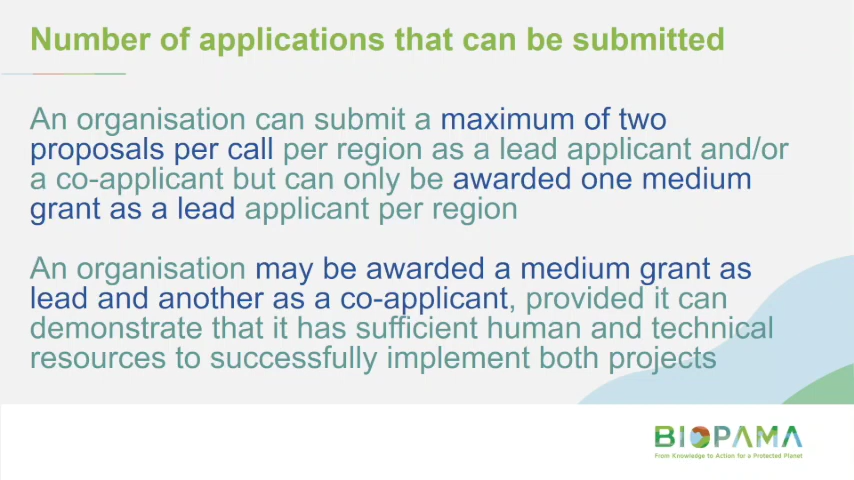 Number of applications that can be submitted
An organisation can submit a maximum of two
proposals per call per region as a lead applicant and/or
a co-applicant but can only be awarded one medium
grant as a lead applicant per region
An organisation may be awarded a medium grant as
lead and another as a co-applicant, provided it can
demonstrate that it has sufficient human and technical
resources to successfully implement both projects
BIOPAMA
From Knowledge to Action for a Protected Planet